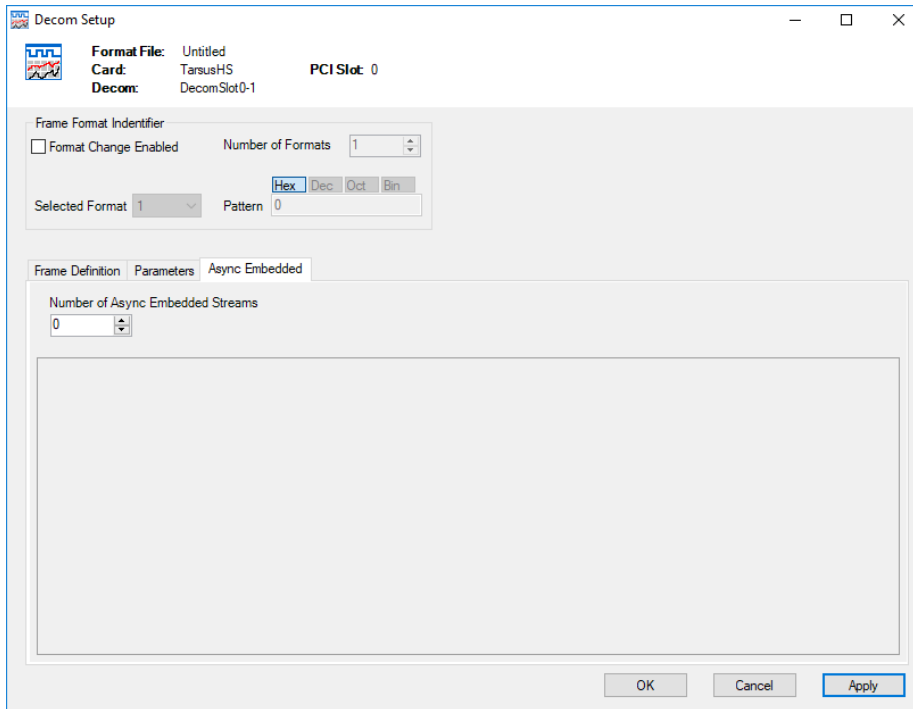 Decom Setup
Format File: Untitled
Card: TarsusHS PCI Slot: 0
Decom: DecomSlot0-1
Frame Format Indentifier
Format Change Enabled Number of Formats 1
Hex Dec Oct Bin
Selected Format 1 Pattern 0
Frame Definition Parameters Async Embedded
Number of Async Embedded Streams
0
OK Cancel Apply